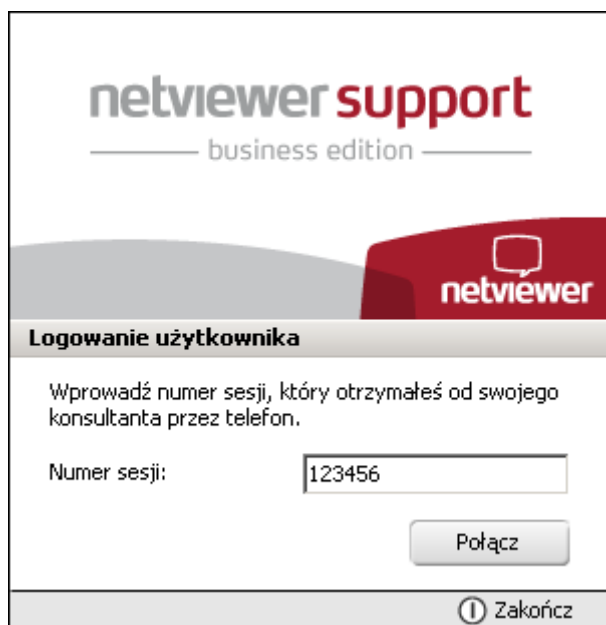 netviewer support
business edition
netviewer
Logowanie użytkownika
Wprowadź numer sesji, który otrzymałeś od swojego
konsultanta przez telefon.
Numer sesji: 123456
Połącz
Zakończ